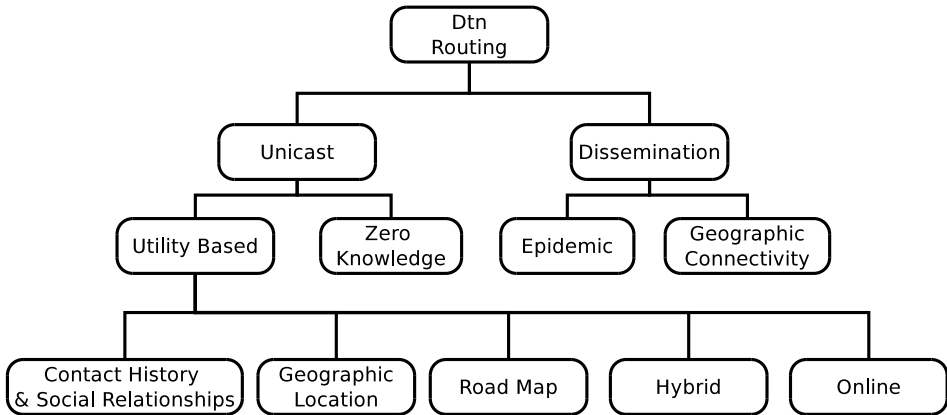 Dtn
Routing
Unicast
Dissemination
Utility Based
Zero
Knowledge
Epidemic
Geographic
Connectivity
Contact History
& Social Relationships
Geographic
Location
Road Map
Hybrid
Online